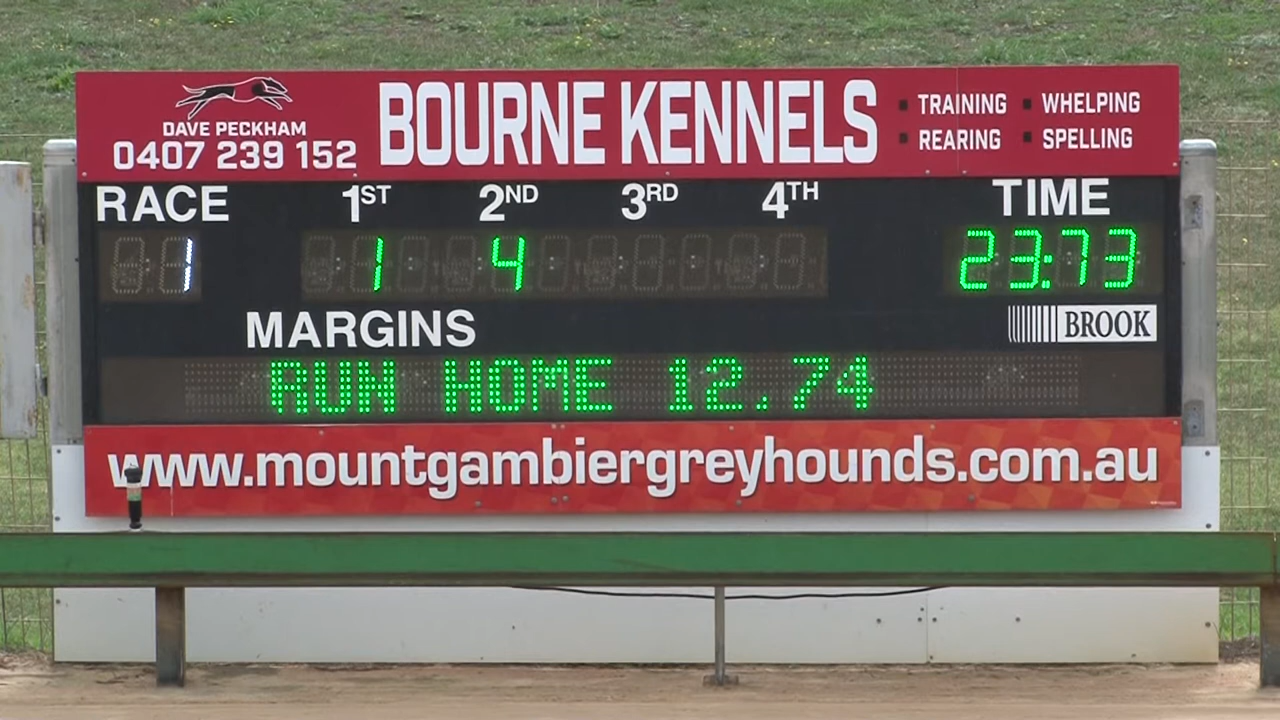 DAVE PECKHAM
0407 239 152
BOURNE KENNELS
▪ TRAINING ▪ WHELPING
▪ REARING ▪ SPELLING
RACE 1ST 2ND 3RD 4TH TIME
1 1 4 23:73
MARGINS
BROOK
RUN HOME 12.74
www.mountgambiergreyhounds.com.au